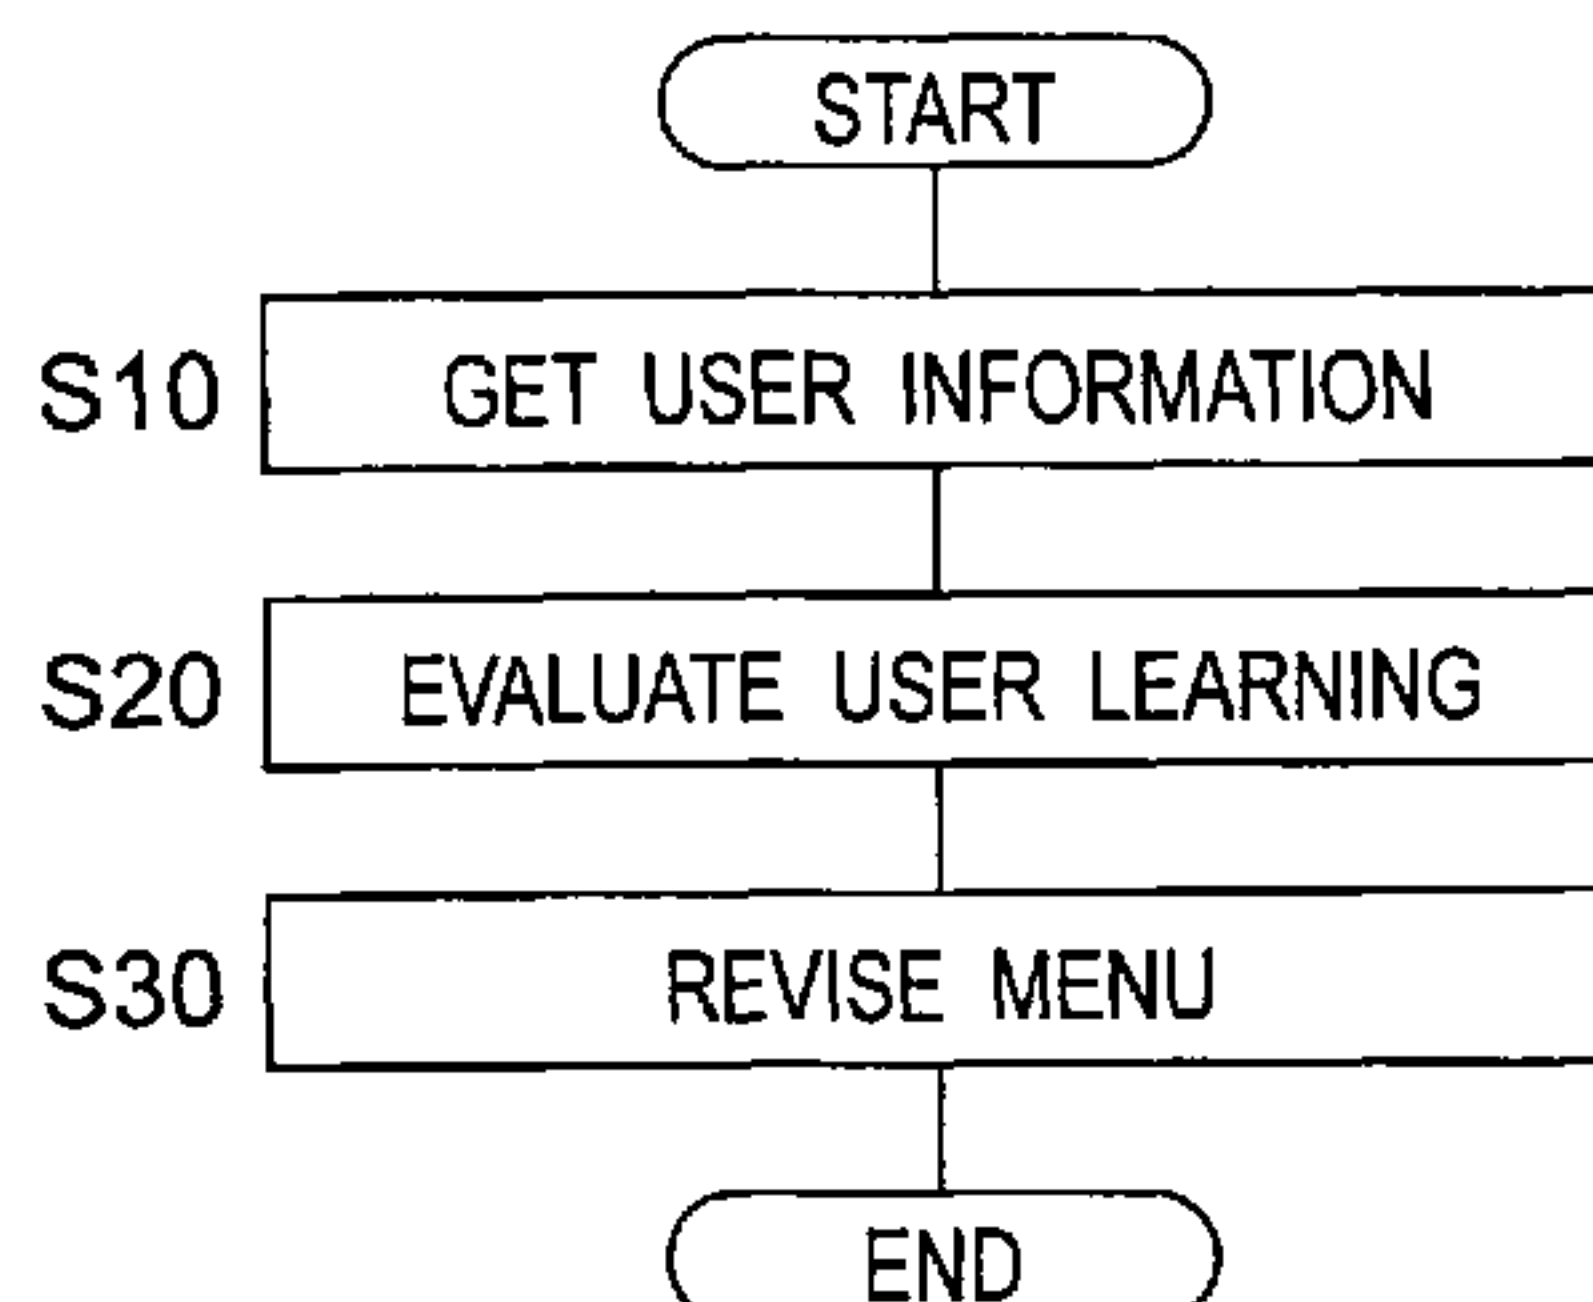 START
S10 GET USER INFORMATION
S20 EVALUATE USER LEARNING
S30 REVISE MENU
END